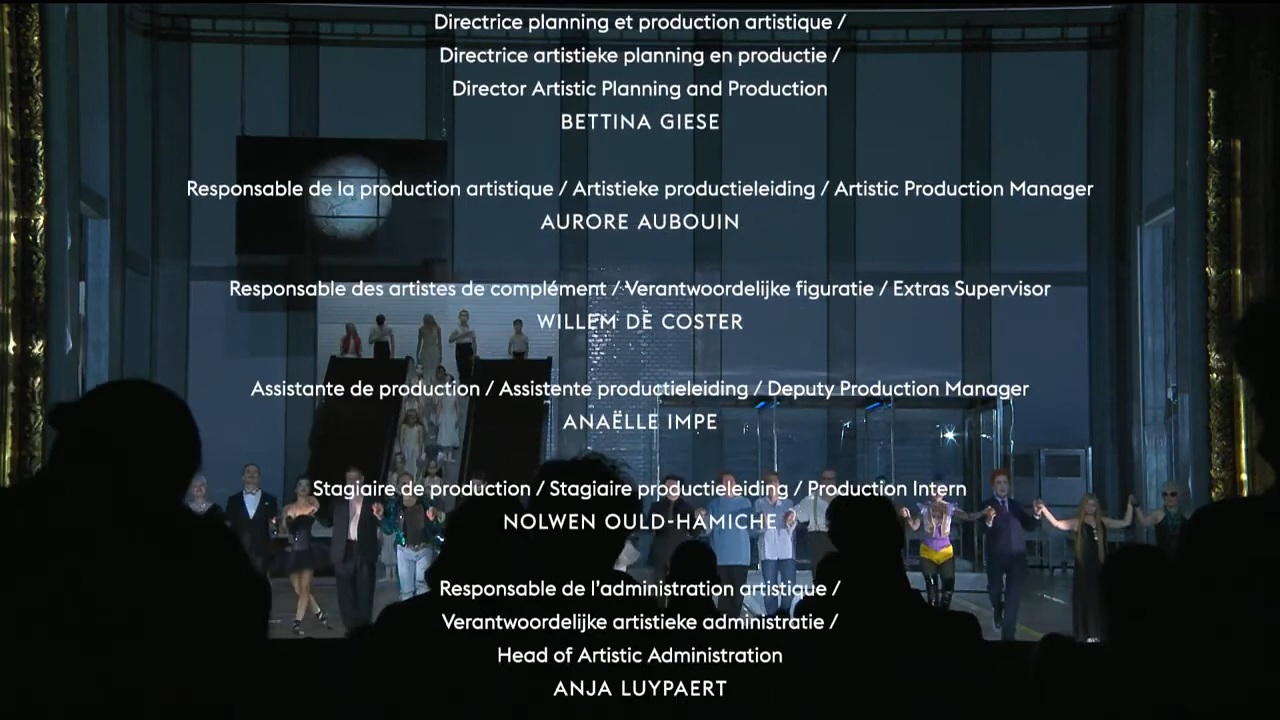 Directrice planning et production artistique /
Directrice artistieke planning en productie /
Director Artistic Planning and Production
BETTINA GIESE
Responsable de la production artistique / Artistieke productieleiding / Artistic Production Manager
AURORE AUBOUIN
Responsable des artistes de complément / Verantwoordelijke figuratie / Extras Supervisor
WILLEM DE COSTER
Assistante de production / Assistente productieleiding / Deputy Production Manager
ANAËLLE IMPE
Stagiaire de production / Stagiaire productieleiding / Production Intern
NOLWEN OULD-HAMICHE
Responsable de l'administration artistique /
Verantwoordelijke artistieke administratie /
Head of Artistic Administration
ANJA LUYPAERT